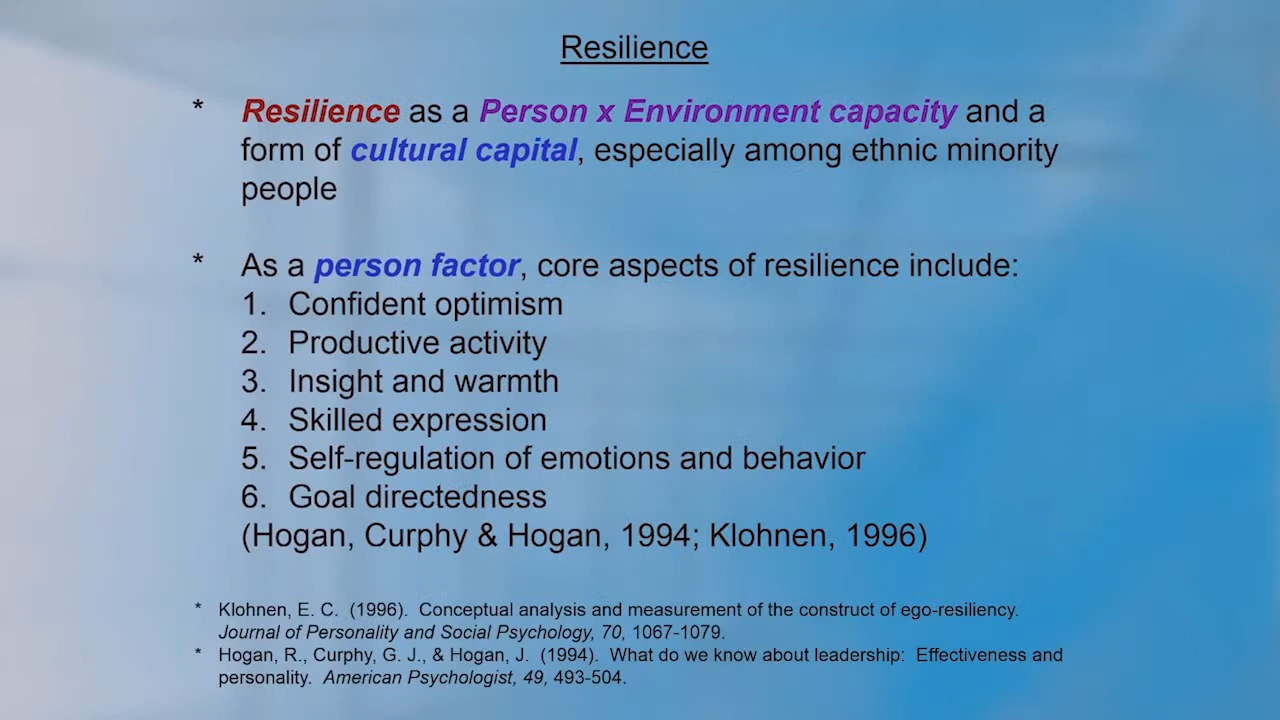 Resilience
* Resilience as a Person x Environment capacity and a
form of cultural capital, especially among ethnic minority
people
* As a person factor, core aspects of resilience include:
1. Confident optimism
2. Productive activity
3. Insight and warmth
4. Skilled expression
5. Self-regulation of emotions and behavior
6. Goal directedness
(Hogan, Curphy & Hogan, 1994; Klohnen, 1996)
* Klohnen, E. C. (1996). Conceptual analysis and measurement of the construct of ego-resiliency.
Journal of Personality and Social Psychology, 70, 1067-1079.
* Hogan, R., Curphy, G. J., & Hogan, J. (1994). What do we know about leadership: Effectiveness and
personality. American Psychologist, 49, 493-504.